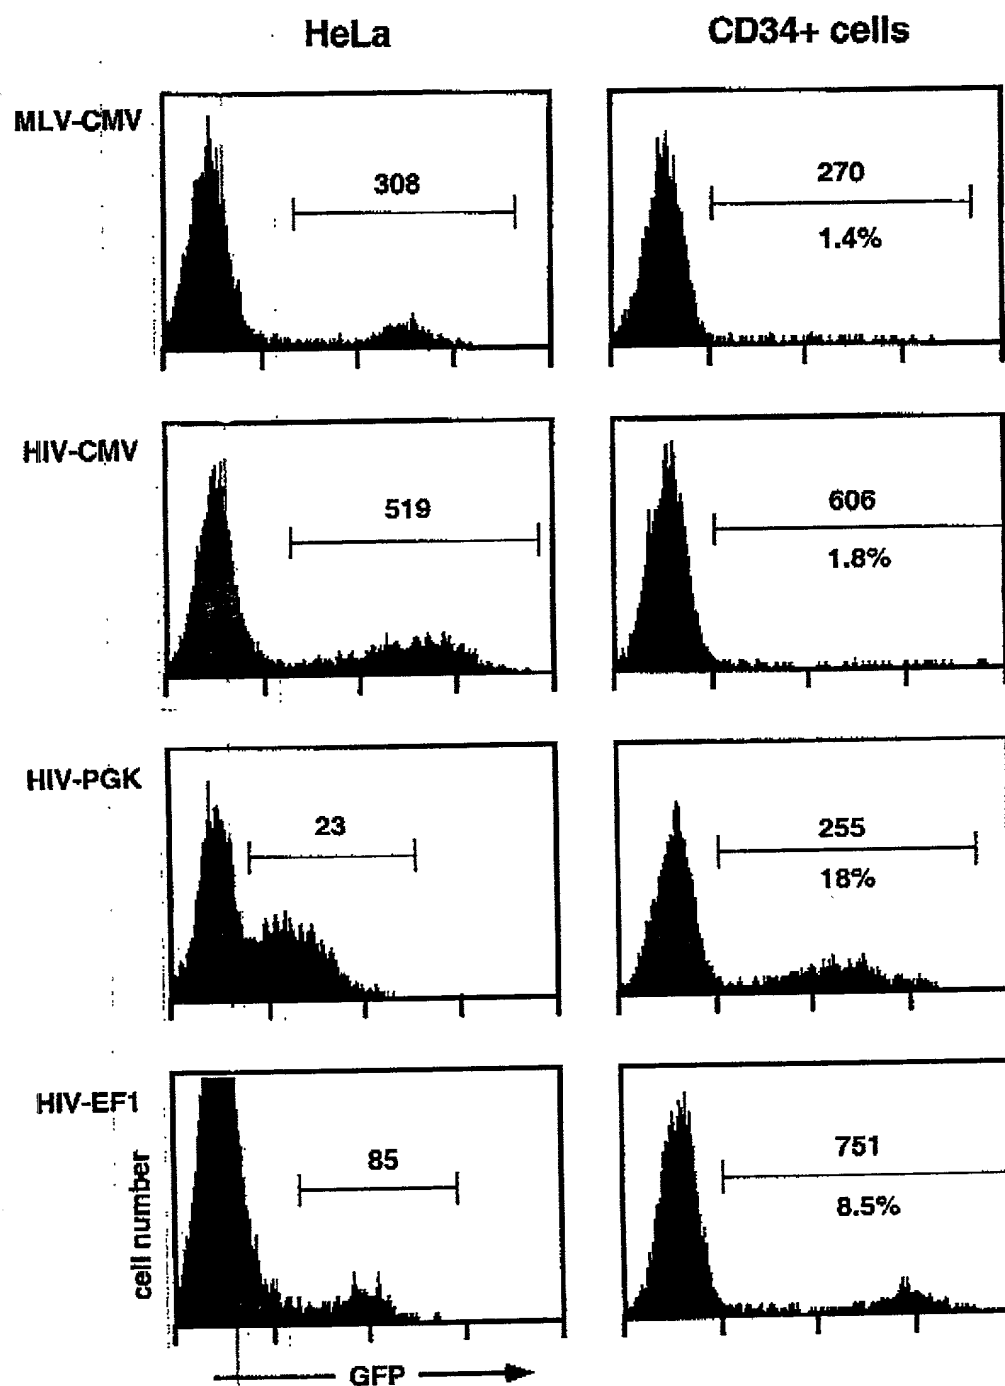 HeLa CD34+ cells
MLV-CMV
308
270
1.4%
HIV-CMV
519
606
1.8%
HIV-PGK
23
255
18%
HIV-EF1
85
751
8.5%
cell number
GFP